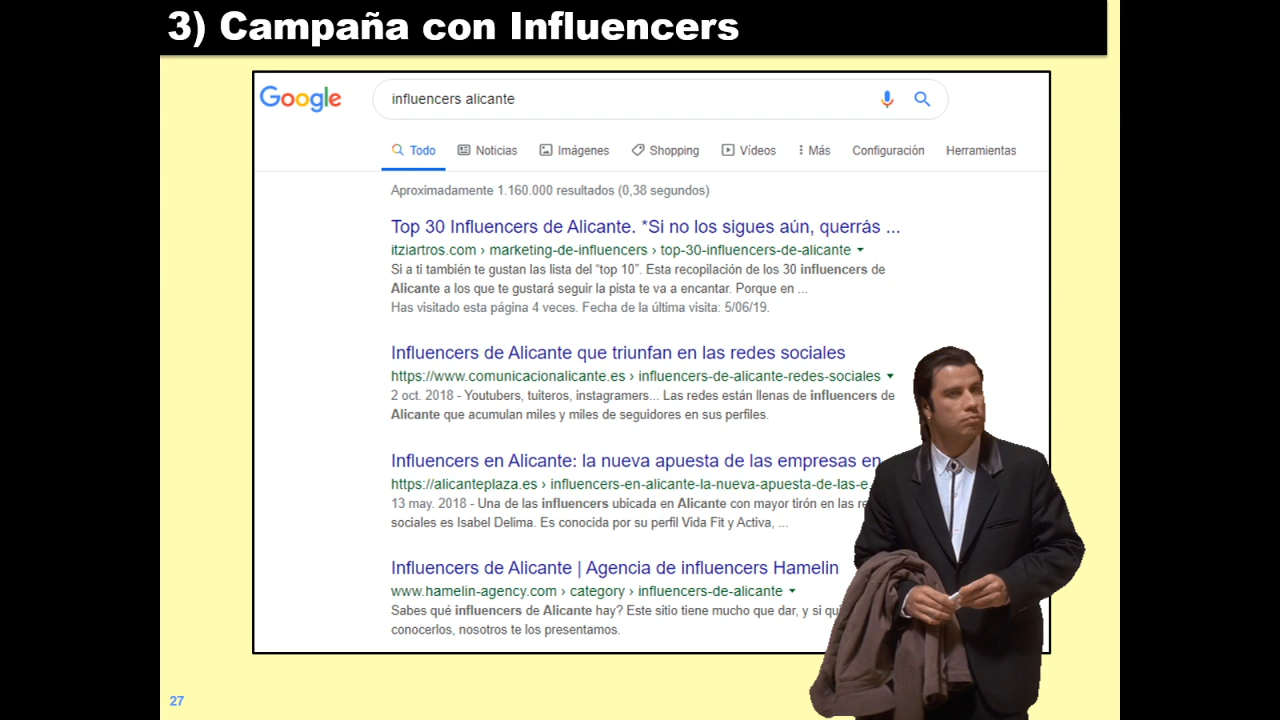 3) Campaña con Influencers
Google
influencers alicante
Todo Noticias Imágenes Shopping Vídeos Más Configuración Herramientas
Aproximadamente 1.160.000 resultados (0,38 segundos)
Top 30 Influencers de Alicante. *Si no los sigues aún, querrás ...
itziartros.com › marketing-de-influencers › top-30-influencers-de-alicante
Si a ti también te gustan las lista del “top 10”. Esta recopilación de los 30 influencers de
Alicante a los que te gustará seguir la pista te va a encantar. Porque en ...
Has visitado esta página 4 veces. Fecha de la última visita: 5/06/19.
Influencers de Alicante que triunfan en las redes sociales
https://www.comunicacionalicante.es › influencers-de-alicante-redes-sociales
2 oct. 2018 - Youtubers, tuiteros, instagramers... Las redes están llenas de influencers de
Alicante que acumulan miles y miles de seguidores en sus perfiles.
Influencers en Alicante: la nueva apuesta de las empresas en
https://alicanteplaza.es › influencers-en-alicante-la-nueva-apuesta-de-las-e
13 may. 2018 - Una de las influencers ubicada en Alicante con mayor tirón en las
sociales es Isabel Delima. Es conocida por su perfil Vida Fit y Activa, ...
Influencers de Alicante | Agencia de influencers Hamelin
www.hamelin-agency.com › category › influencers-de-alicante
Sabes qué influencers de Alicante hay? Este sitio tiene mucho que dar, y si
conocerlos, nosotros te los presentamos.
27